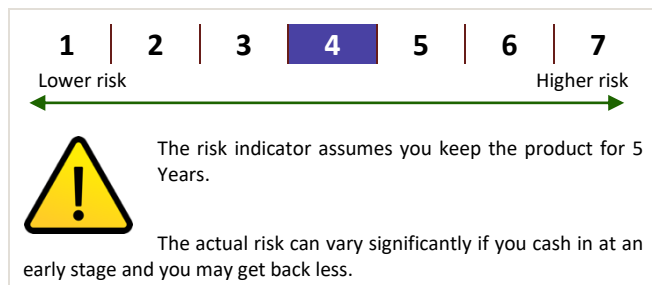 1 2 3 4 5 6 7
Lower risk Higher risk
The risk indicator assumes you keep the product for 5
Years.
The actual risk can vary significantly if you cash in at an
early stage and you may get back less.